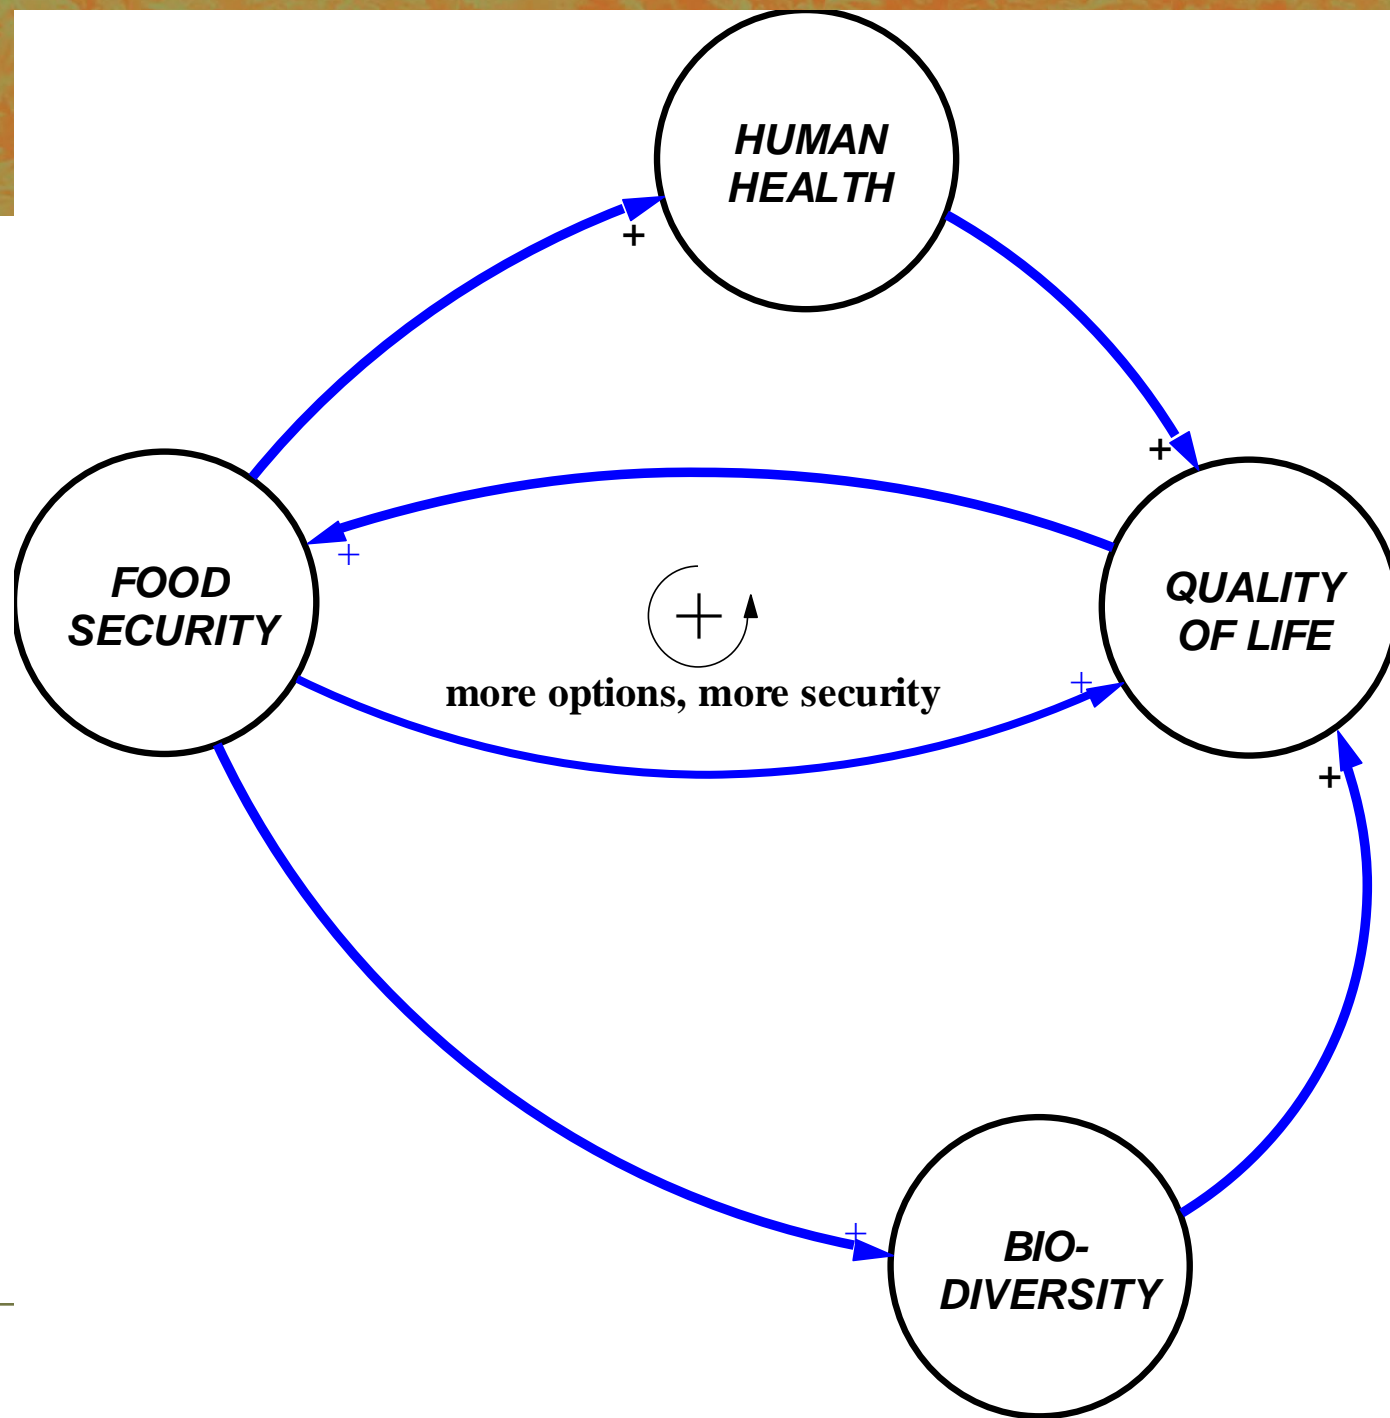 HUMAN
HEALTH
+
+
FOOD
SECURITY
+
+
QUALITY
OF LIFE
+
more options, more security
+
+
BIO-
DIVERSITY